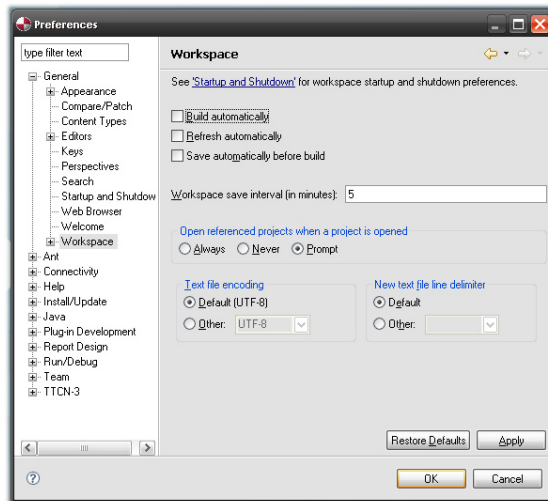 Preferences
type filter text
General
Appearance
Compare/Patch
Content Types
Editors
Keys
Perspectives
Search
Startup and Shutdow
Web Browser
Welcome
Workspace
Ant
Connectivity
Help
Install/Update
Java
Plug-in Development
Report Design
Run/Debug
Team
TTCN-3
Workspace
See 'Startup and Shutdown' for workspace startup and shutdown preferences.
Build automatically
Refresh automatically
Save automatically before build
Workspace save interval (in minutes): 5
Open referenced projects when a project is opened
Always Never Prompt
Text file encoding
Default (UTF-8)
Other: UTF-8
New text file line delimiter
Default
Other:
Restore Defaults Apply
? OK Cancel